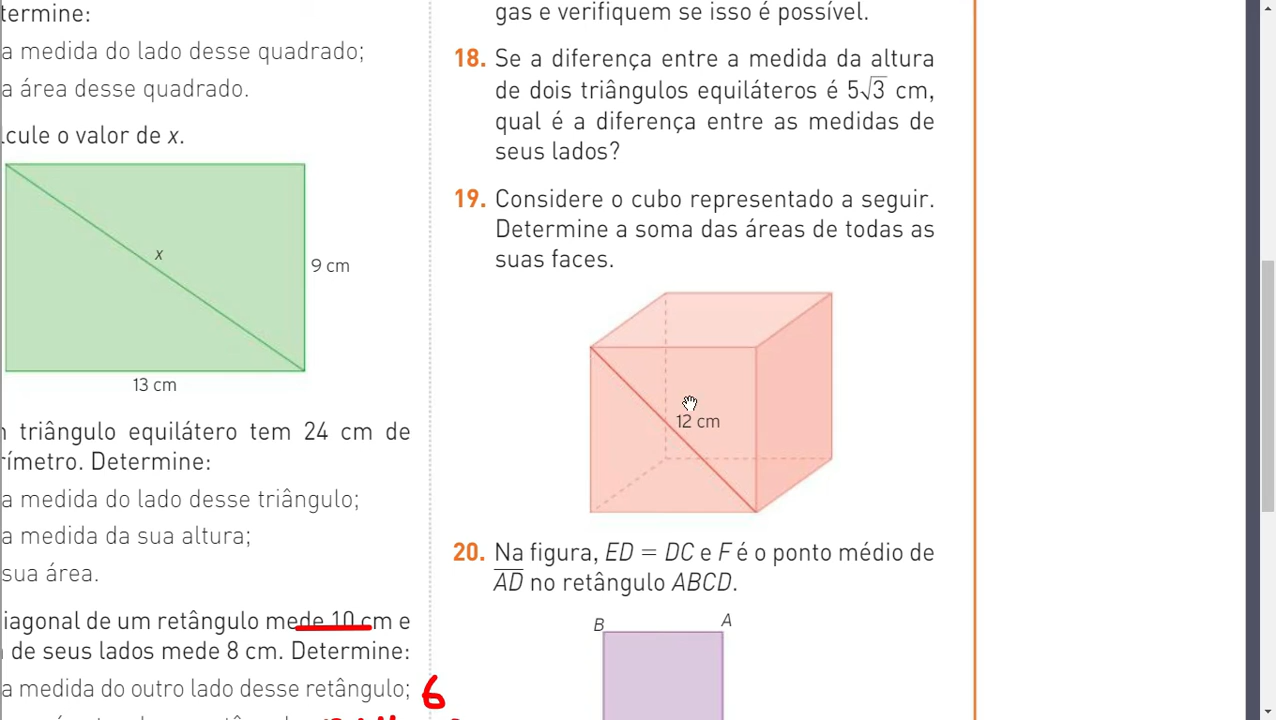 termine:
a medida do lado desse quadrado;
a área desse quadrado.
lcule o valor de x.
x
9 cm
13 cm
triângulo equilátero tem 24 cm de
rímetro. Determine:
a medida do lado desse triângulo;
a medida da sua altura;
sua área.
iagonal de um retângulo mede 10 cm e
de seus lados mede 8 cm. Determine:
a medida do outro lado desse retângulo; 6
gas e verifiquem se isso é possível.
18. Se a diferença entre a medida da altura
de dois triângulos equiláteros é 5√3 cm,
qual é a diferença entre as medidas de
seus lados?
19. Considere o cubo representado a seguir.
Determine a soma das áreas de todas as
suas faces.
12 cm
20. Na figura, ED = DC e F é o ponto médio de
A̅D̅ no retângulo ABCD.
B
A